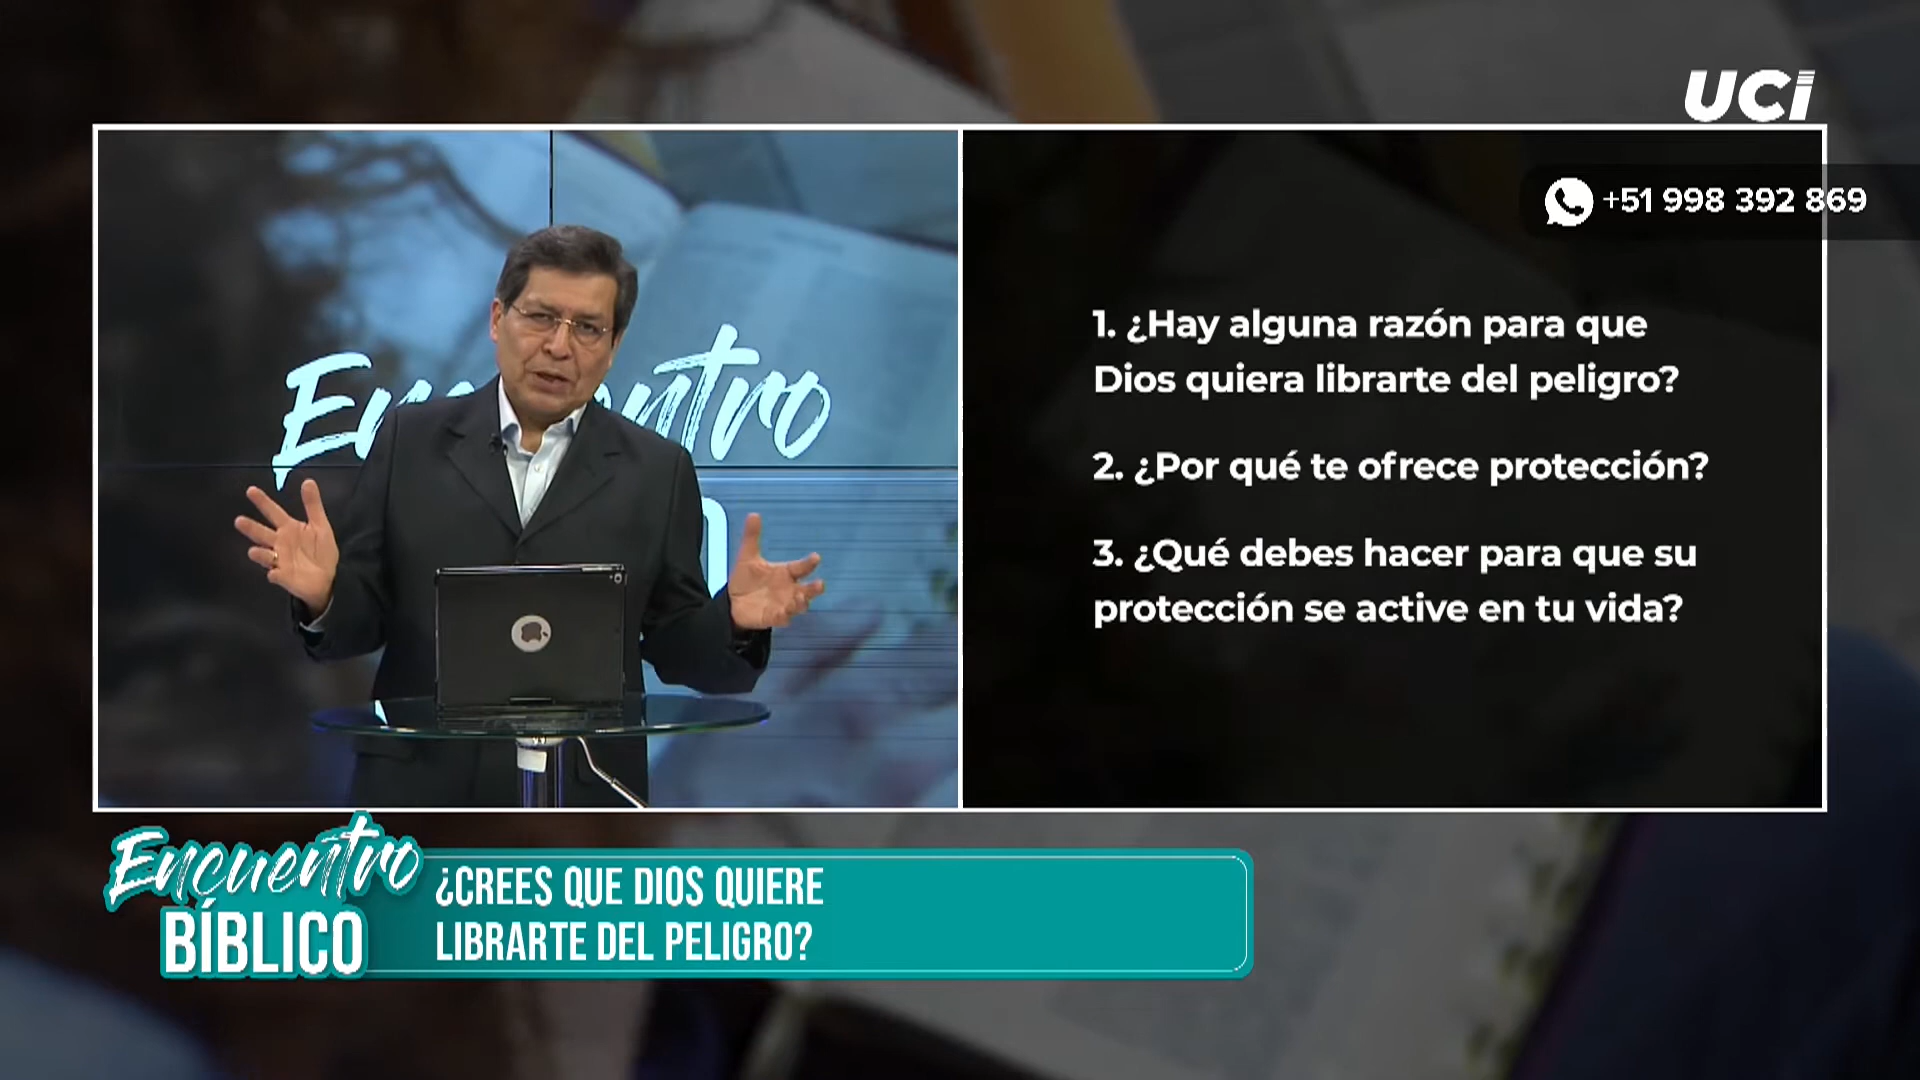 UCI
+51 998 392 869
Encuentro
1. ¿Hay alguna razón para que
Dios quiera librarte del peligro?
2. ¿Por qué te ofrece protección?
3. ¿Qué debes hacer para que su
protección se active en tu vida?
Encuentro
BÍBLICO
¿CREES QUE DIOS QUIERE
LIBRARTE DEL PELIGRO?